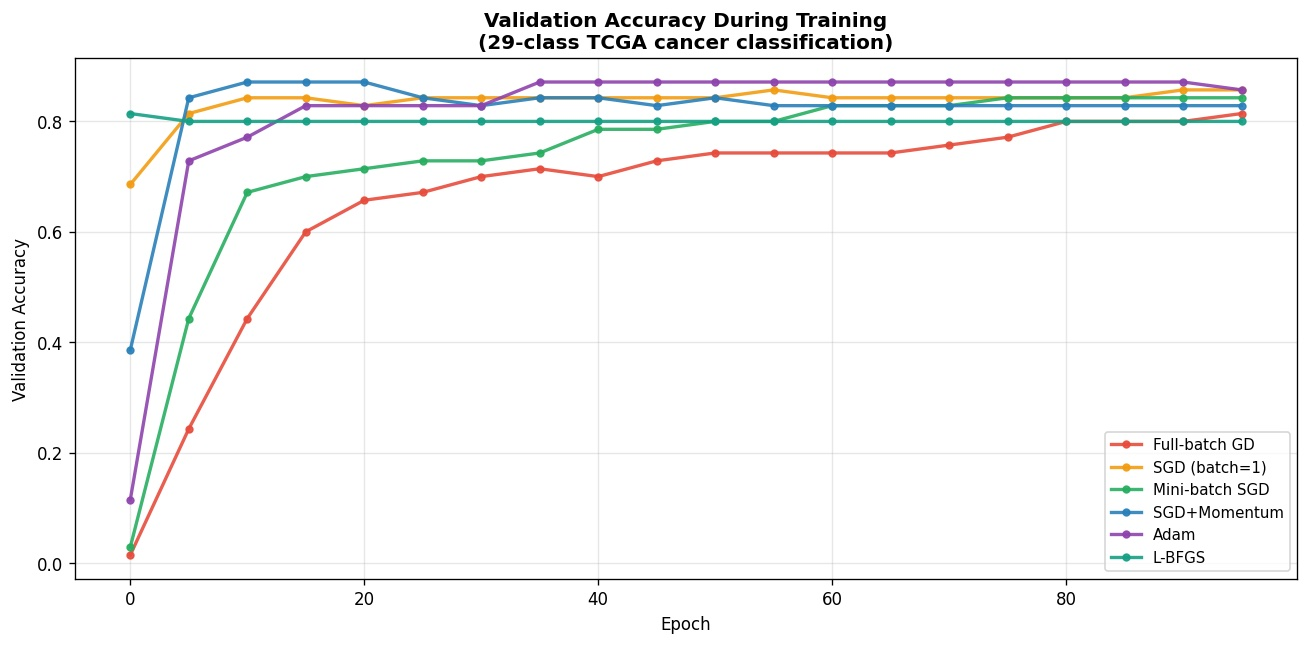 Validation Accuracy During Training
(29-class TCGA cancer classification)
Validation Accuracy
0.8
0.6
0.4
0.2
0.0
0 20 40 60 80
Epoch
Full-batch GD
SGD (batch=1)
Mini-batch SGD
SGD+Momentum
Adam
L-BFGS